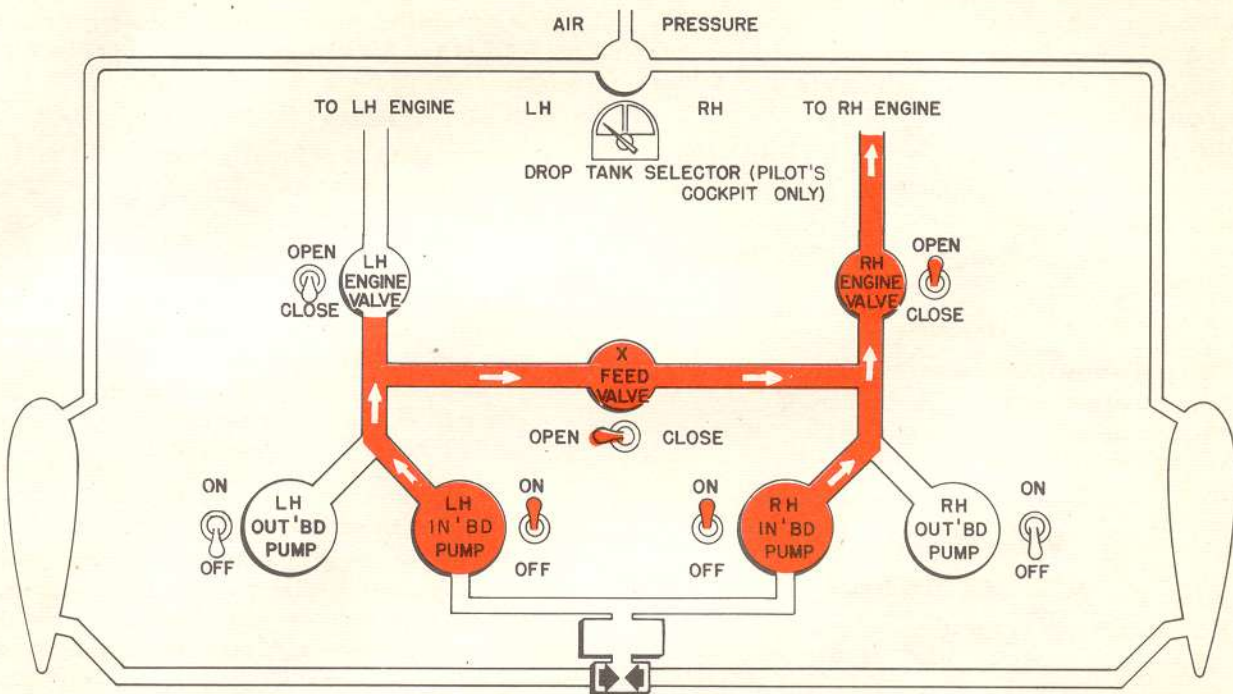 AIR PRESSURE
TO LH ENGINE
LH
RH
TO RH ENGINE
DROP TANK SELECTOR (PILOT'S
COCKPIT ONLY)
OPEN
CLOSE
LH
ENGINE
VALVE
RH
ENGINE
VALVE
OPEN
CLOSE
X
FEED
VALVE
OPEN
CLOSE
ON
OFF
LH
OUT'BD
PUMP
LH
IN'BD
PUMP
ON
OFF
ON
OFF
RH
IN'BD
PUMP
RH
OUT'BD
PUMP
ON
OFF